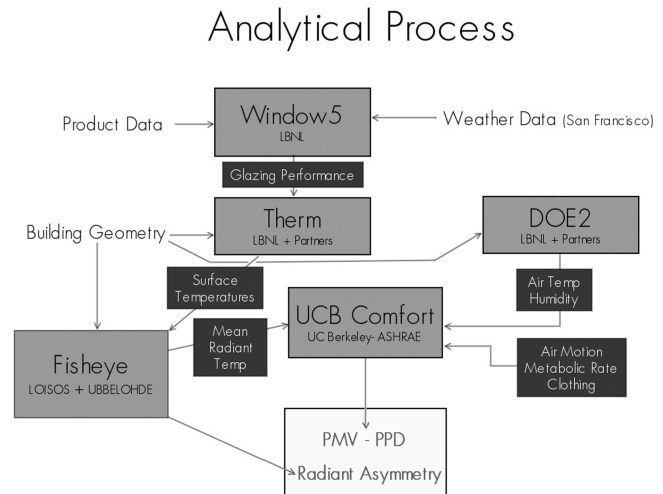 Analytical Process
Product Data
Window5
LBNL
Weather Data (San Francisco)
Glazing Performance
Building Geometry
Therm
LBNL + Partners
DOE2
LBNL + Partners
Surface
Temperatures
Air Temp
Humidity
Mean
Radiant
Temp
UCB Comfort
UC Berkeley- ASHRAE
Fisheye
LOISOS + UBBELOHDE
Air Motion
Metabolic Rate
Clothing
PMV - PPD
Radiant Asymmetry